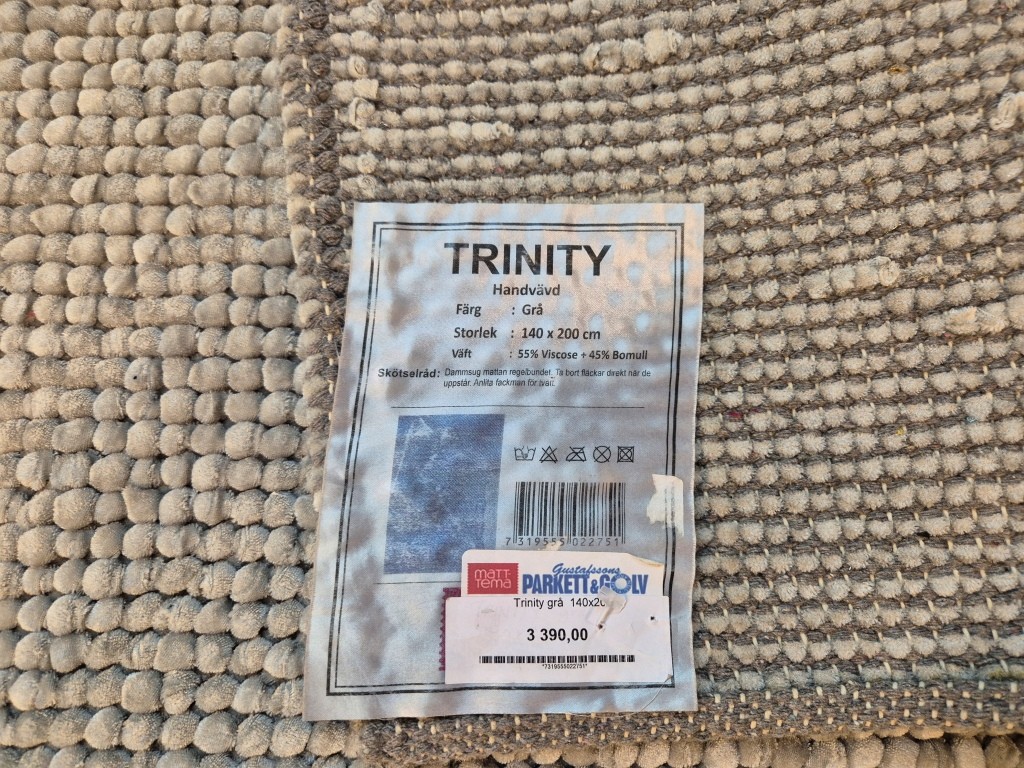 TRINITY
Handvävd
Färg : Grå
Storlek : 140 x 200 cm
Väft : 55% Viscose + 45% Bomull
Skötselråd: Dammsug mattan regelbundet. Ta bort fläckar direkt när de
uppstår. Anlita fackman för tvätt.
7 319555 022751
MATT
TEMA
Gustafssons
PARKETT & GOLV
Trinity grå 140x20
3 390,00
*7319555022751*